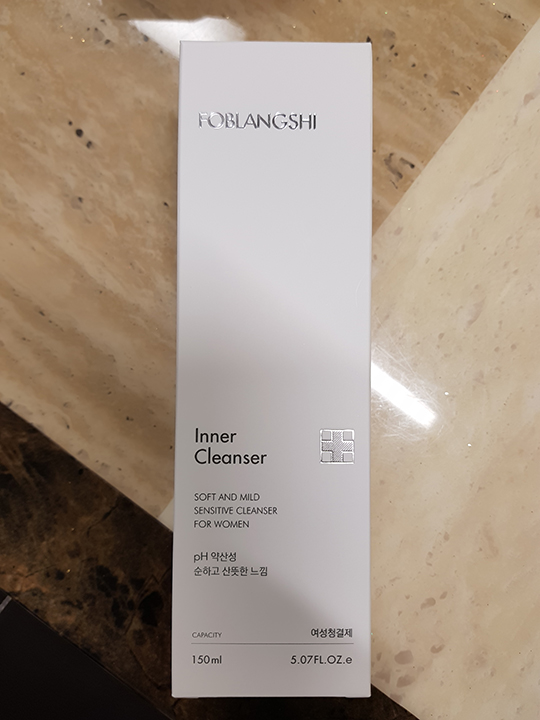 FOBLANGSHI
Inner
Cleanser
SOFT AND MILD
SENSITIVE CLEANSER
FOR WOMEN
pH 약산성
순하고 산뜻한 느낌
CAPACITY 여성청결제
150ml 5.07FL.OZ.e